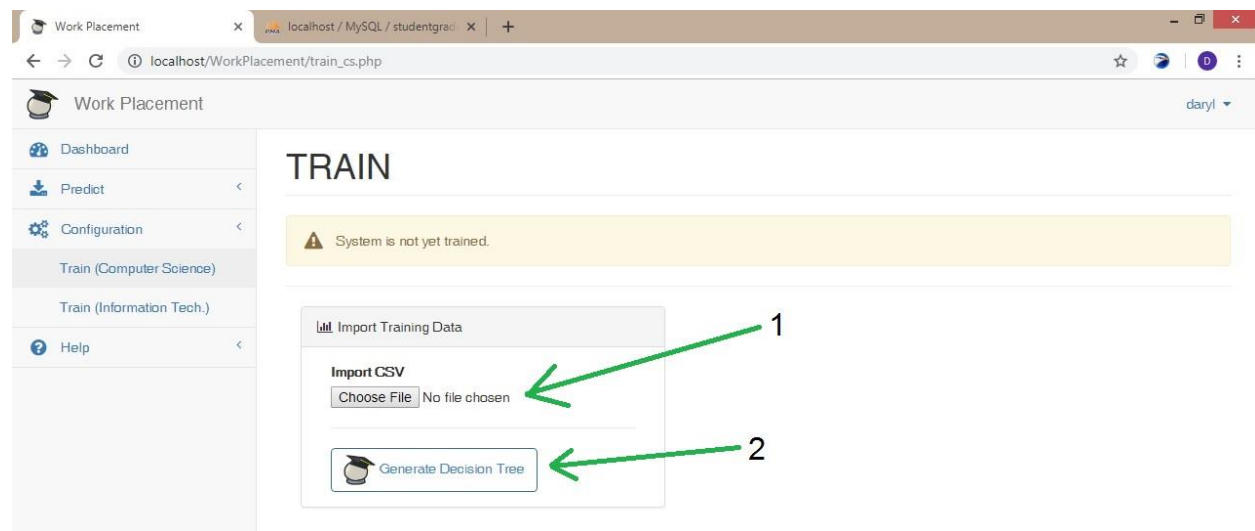 Work Placement
localhost / MySQL / studentgrad
localhost/WorkPlacement/train_cs.php
D
Work Placement
daryl
Dashboard
Predict
Configuration
Train (Computer Science)
Train (Information Tech.)
Help
TRAIN
System is not yet trained.
Import Training Data
1
Import CSV
Choose File No file chosen
2
Generate Decision Tree